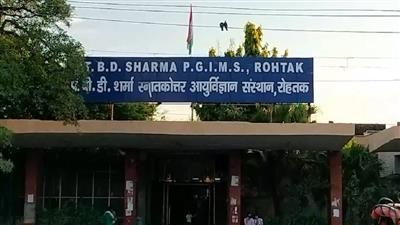 T. B.D. SHARMA P.G.I.M.S., ROHTAK
बी.डी. शर्मा स्नातकोत्तर आयुर्विज्ञान संस्थान, रोहतक